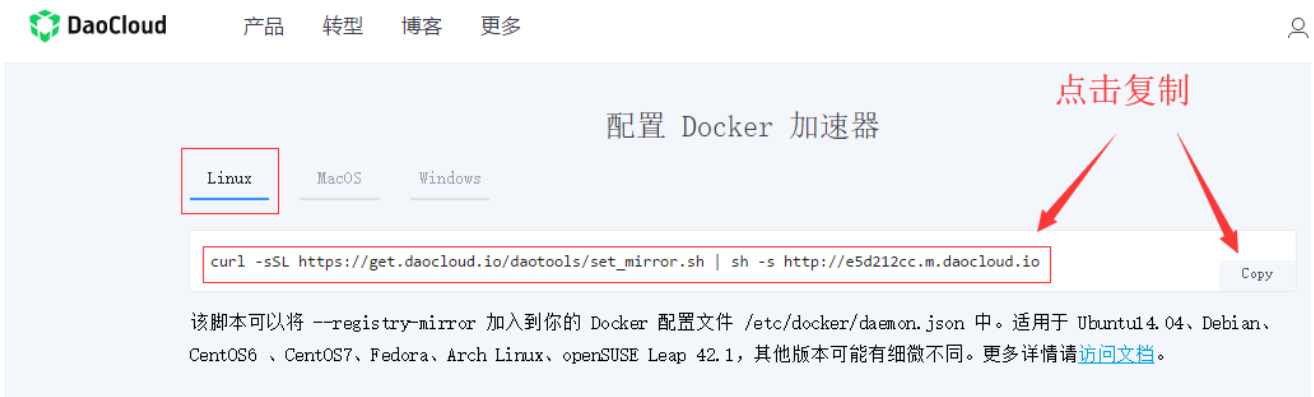 DaoCloud 产品 转型 博客 更多
点击复制
配置 Docker 加速器
Linux MacOS Windows
curl -sSL https://get.daocloud.io/daotools/set_mirror.sh | sh -s http://e5d212cc.m.daocloud.io
Copy
该脚本可以将 --registry-mirror 加入到你的 Docker 配置文件 /etc/docker/daemon.json 中。适用于 Ubuntu14.04、Debian、
CentOS6 、CentOS7、Fedora、Arch Linux、openSUSE Leap 42.1，其他版本可能有细微不同。更多详情请访问文档。